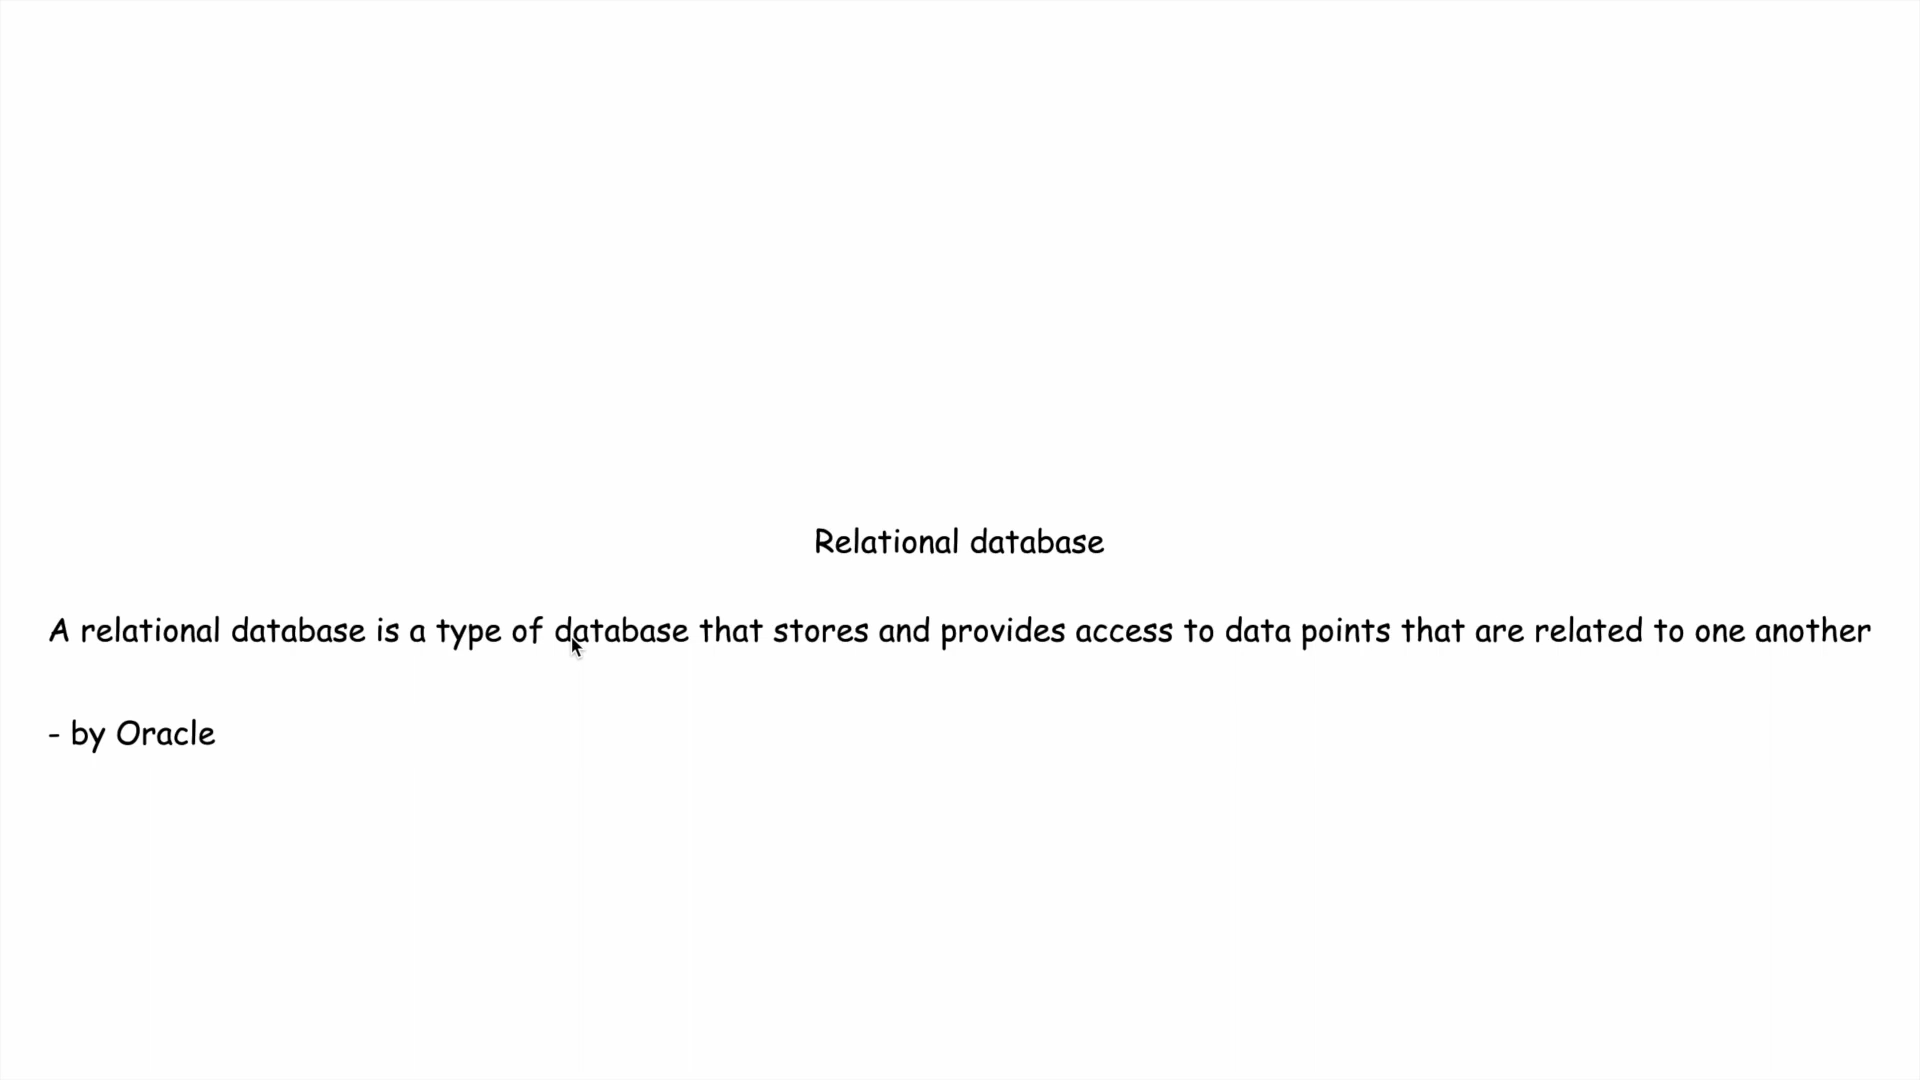 Relational database
A relational database is a type of database that stores and provides access to data points that are related to one another
- by Oracle